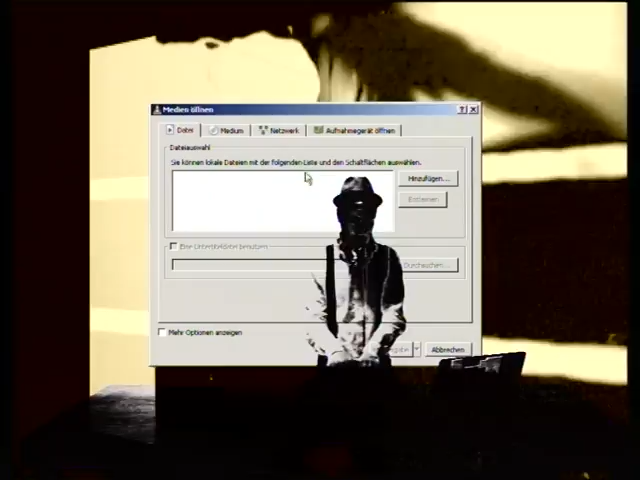 Medien öffnen
Datei
Medium
Netzwerk
Aufnahmegerät öffnen
Dateiauswahl
Sie können lokale Dateien mit der folgenden Liste und den Schaltflächen auswählen.
Hinzufügen...
Entfernen
Eine Untertiteldatei benutzen
Durchsuchen...
Mehr Optionen anzeigen
Abbrechen